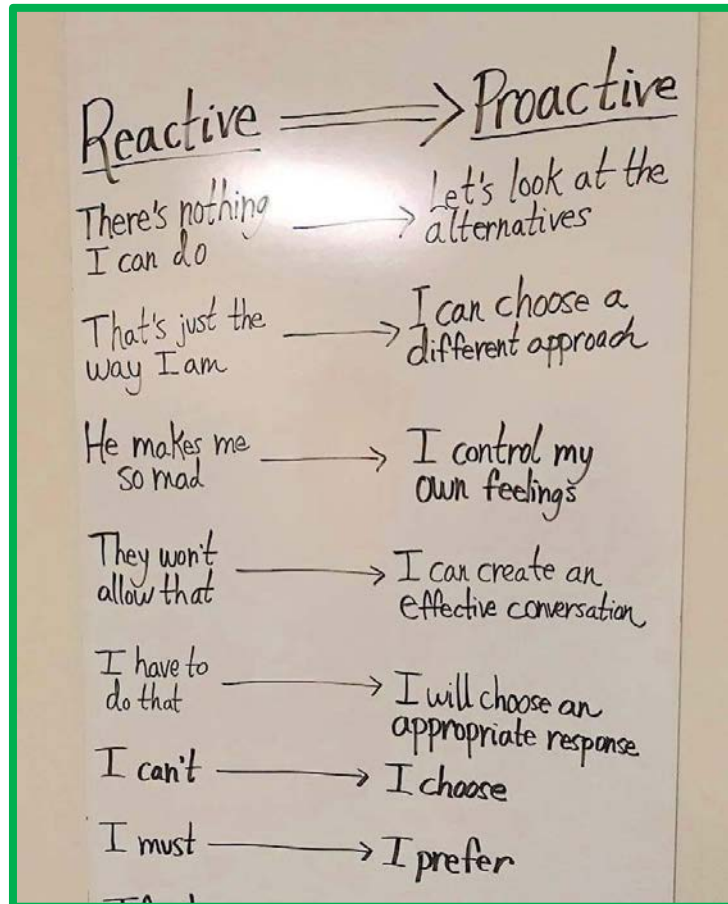 Reactive Proactive
There's nothing Let's look at the
I can do alternatives
That's just the I can choose a
way I am different approach
He makes me I control my
so mad own feelings
They won't I can create an
allow that effective conversation
I have to I will choose an
do that appropriate response
I can't I choose
I must I prefer